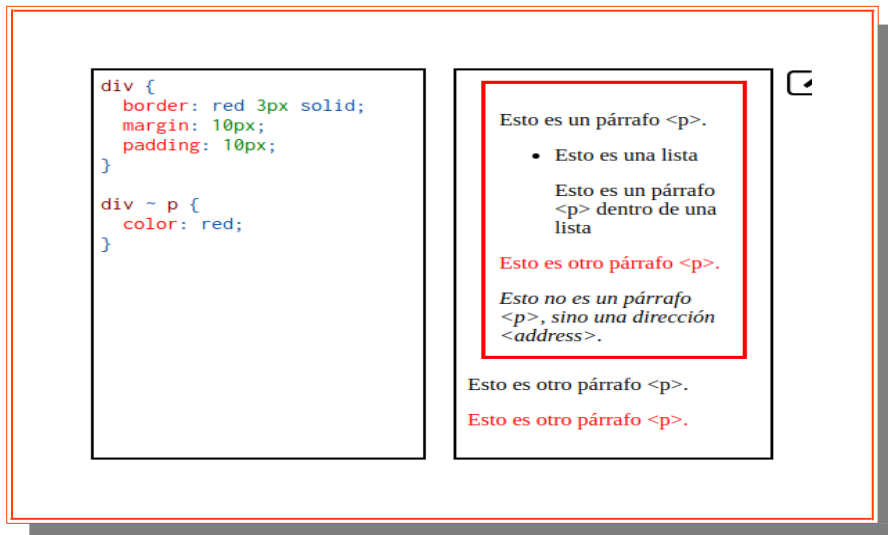 div {
border: red 3px solid;
margin: 10px;
padding: 10px;
}
div ~ p {
color: red;
}
Esto es un párrafo <p>.
Esto es una lista
Esto es un párrafo
<p> dentro de una
lista
Esto es otro párrafo <p>.
Esto no es un párrafo
<p>, sino una dirección
<address>.
Esto es otro párrafo <p>.
Esto es otro párrafo <p>.